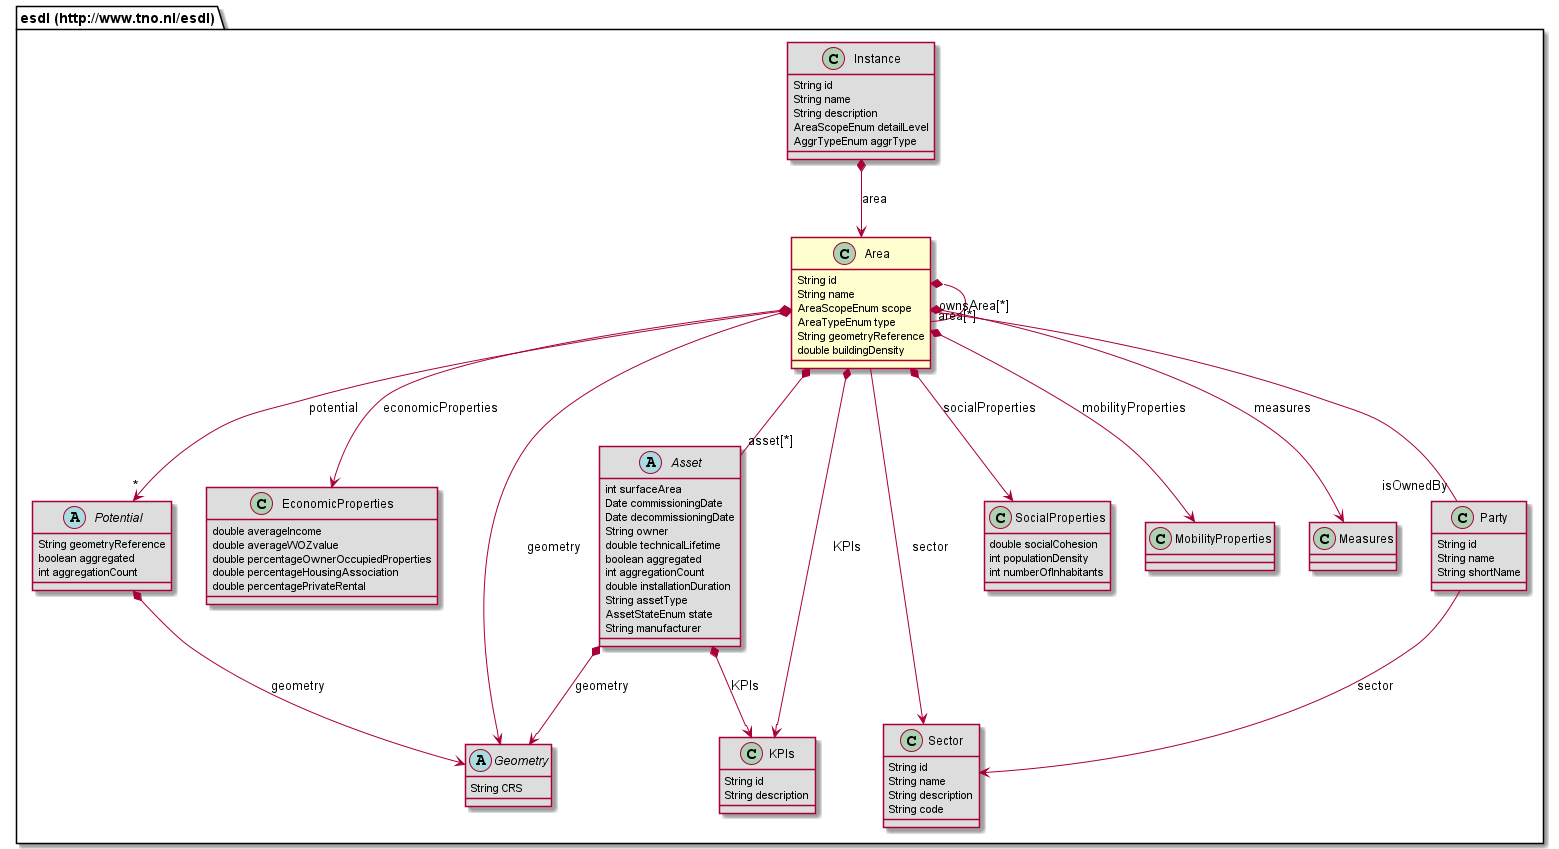 esdl (http://www.tno.nl/esdl)
C Instance
String id
String name
String description
AreaScopeEnum detailLevel
AggrTypeEnum aggrType
area
C Area
String id
String name
AreaScopeEnum scope
AreaTypeEnum type
String geometryReference
double buildingDensity
ownsArea[*]
area[*]
potential
economicProperties
socialProperties
mobilityProperties
measures
asset[*]
*
isOwnedBy
A Potential
String geometryReference
boolean aggregated
int aggregationCount
C EconomicProperties
double averageIncome
double averageWOZvalue
double percentageOwnerOccupiedProperties
double percentageHousingAssociation
double percentagePrivateRental
geometry
A Asset
int surfaceArea
Date commissioningDate
Date decommissioningDate
String owner
double technicalLifetime
boolean aggregated
int aggregationCount
double installationDuration
String assetType
AssetStateEnum state
String manufacturer
KPIs
sector
C SocialProperties
double socialCohesion
int populationDensity
int numberOfInhabitants
C MobilityProperties
C Measures
C Party
String id
String name
String shortName
geometry
geometry
KPIs
sector
A Geometry
String CRS
C KPIs
String id
String description
C Sector
String id
String name
String description
String code